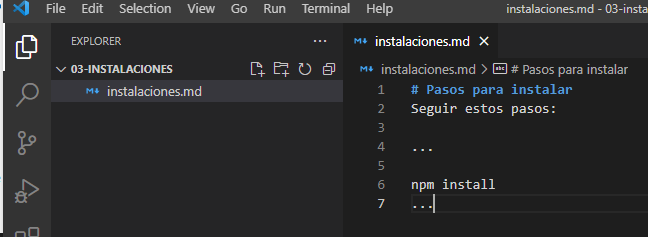 File Edit Selection View Go Run Terminal ... instalaciones.md - 03-insta
EXPLORER ...
03-INSTALACIONES
instalaciones.md
instalaciones.md
instalaciones.md > # Pasos para instalar
1 # Pasos para instalar
2 Seguir estos pasos:
3
4 ...
5
6 npm install
7 ...